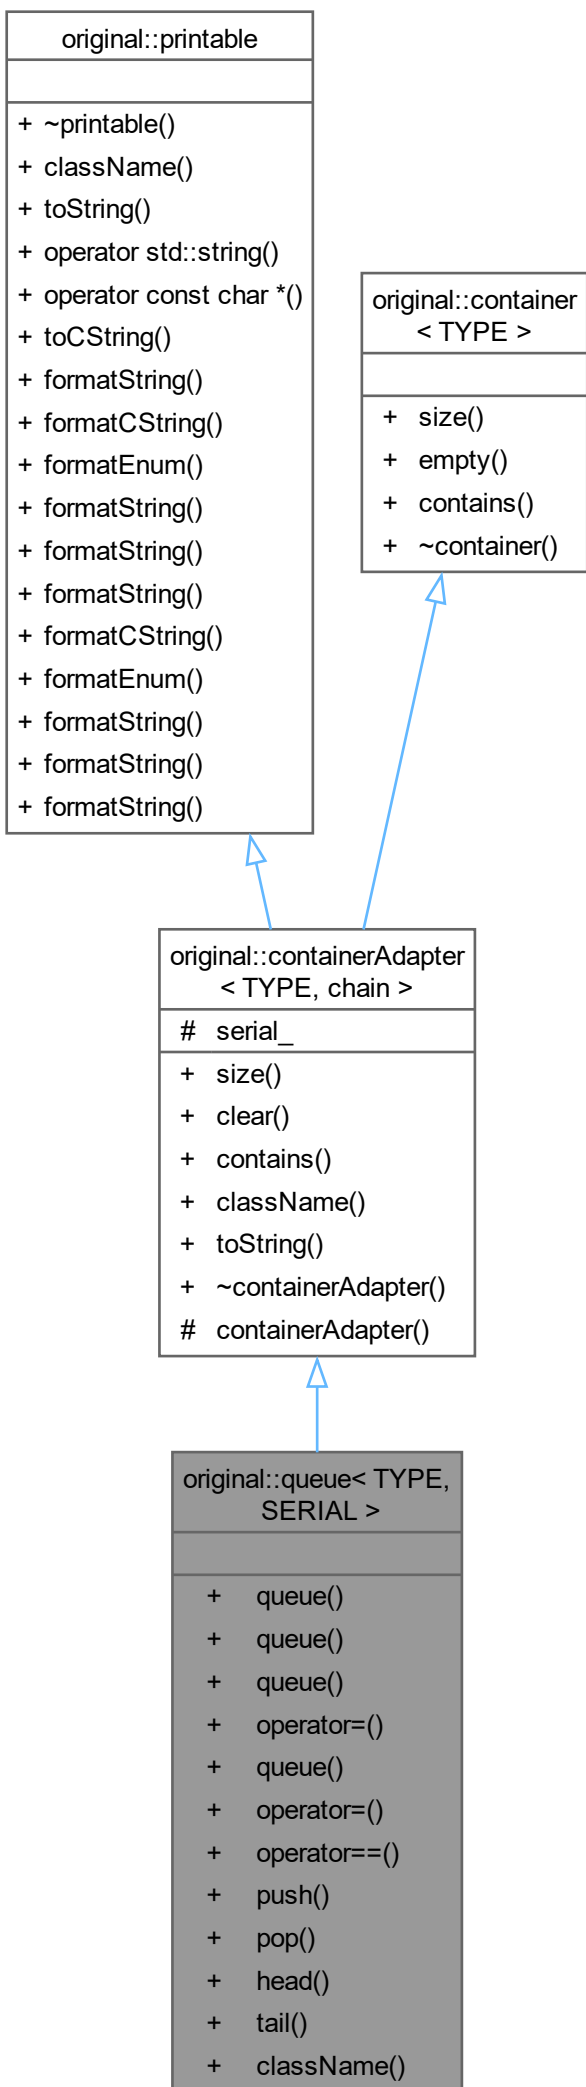 original::printable
+ ~printable()
+ className()
+ toString()
+ operator std::string()
+ operator const char *()
+ toCString()
+ formatString()
+ formatCString()
+ formatEnum()
+ formatString()
+ formatString()
+ formatString()
+ formatCString()
+ formatEnum()
+ formatString()
+ formatString()
+ formatString()
original::container
< TYPE >
+ size()
+ empty()
+ contains()
+ ~container()
original::containerAdapter
< TYPE, chain >
# serial_
+ size()
+ clear()
+ contains()
+ className()
+ toString()
+ ~containerAdapter()
# containerAdapter()
original::queue< TYPE,
SERIAL >
+ queue()
+ queue()
+ queue()
+ operator=()
+ queue()
+ operator=()
+ operator==()
+ push()
+ pop()
+ head()
+ tail()
+ className()